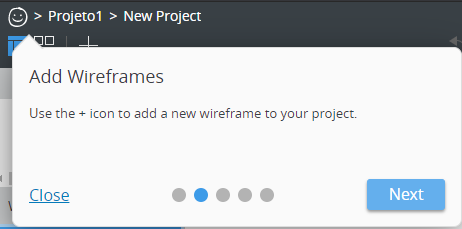 > Projeto1 > New Project
Add Wireframes
Use the + icon to add a new wireframe to your project.
Close
Next